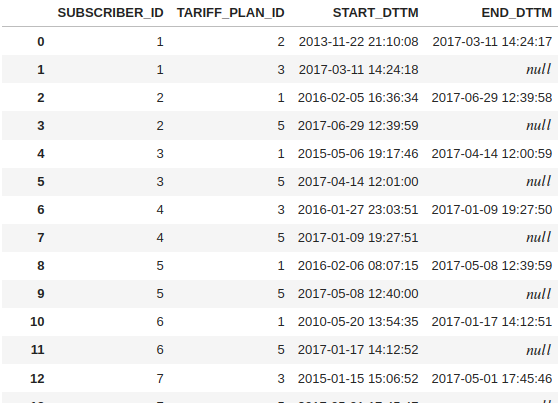 SUBSCRIBER_ID TARIFF_PLAN_ID START_DTTM END_DTTM
0 1 2 2013-11-22 21:10:08 2017-03-11 14:24:17
1 1 3 2017-03-11 14:24:18 null
2 2 1 2016-02-05 16:36:34 2017-06-29 12:39:58
3 2 5 2017-06-29 12:39:59 null
4 3 1 2015-05-06 19:17:46 2017-04-14 12:00:59
5 3 5 2017-04-14 12:01:00 null
6 4 3 2016-01-27 23:03:51 2017-01-09 19:27:50
7 4 5 2017-01-09 19:27:51 null
8 5 1 2016-02-06 08:07:15 2017-05-08 12:39:59
9 5 5 2017-05-08 12:40:00 null
10 6 1 2010-05-20 13:54:35 2017-01-17 14:12:51
11 6 5 2017-01-17 14:12:52 null
12 7 3 2015-01-15 15:06:52 2017-05-01 17:45:46